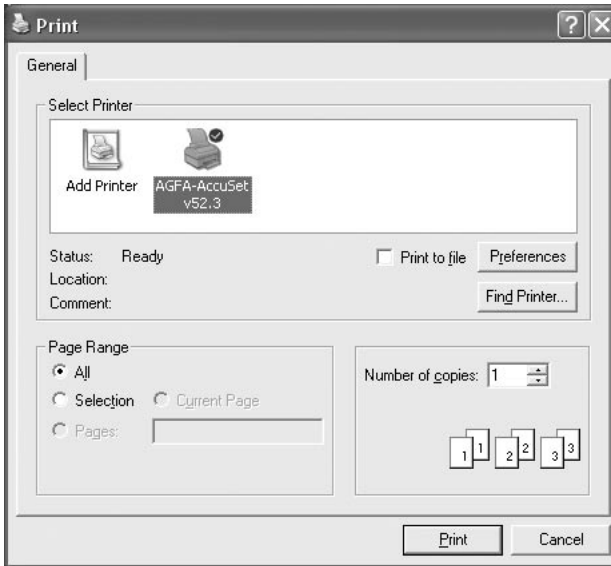 Print
General
Select Printer
Add Printer
AGFA-AccuSet
v52.3
Status: Ready
Location:
Comment:
Print to file
Preferences
Find Printer...
Page Range
All
Selection
Current Page
Pages:
Number of copies: 1
1 1 2 2 3 3
Print
Cancel